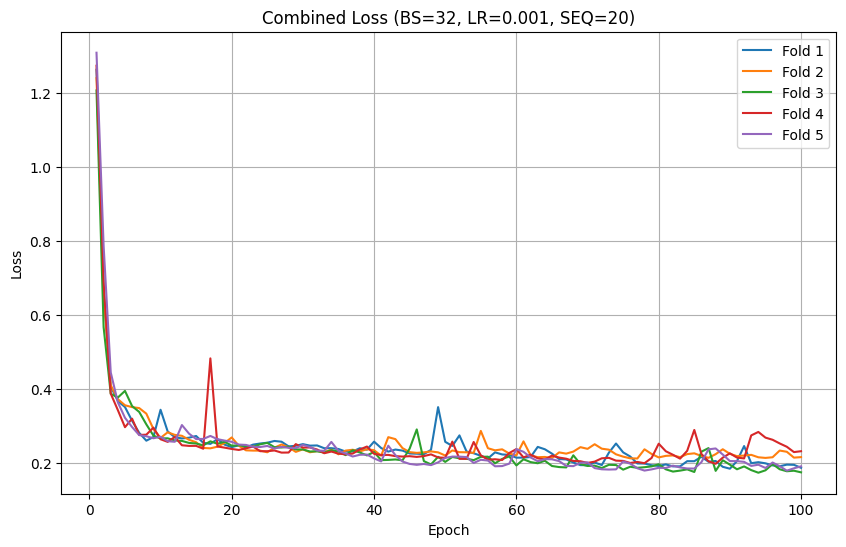 Combined Loss (BS=32, LR=0.001, SEQ=20)
Fold 1
Fold 2
Fold 3
Fold 4
Fold 5
Loss
1.2
1.0
0.8
0.6
0.4
0.2
0 20 40 60 80 100
Epoch